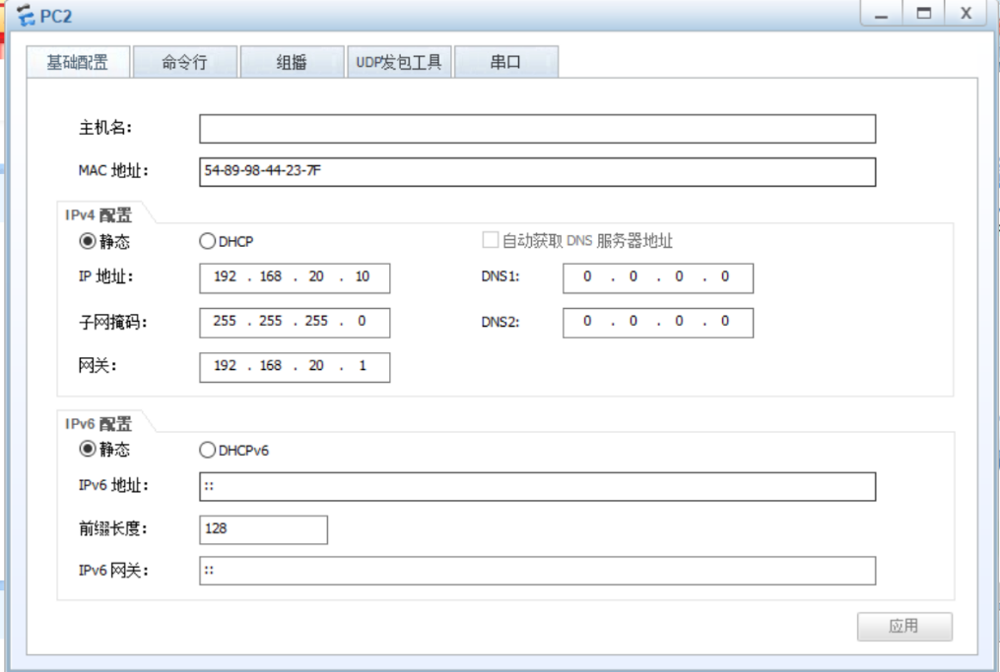 PC2
基础配置 命令行 组播 UDP发包工具 串口
主机名:
MAC 地址: 54-89-98-44-23-7F
IPv4 配置
静态 DHCP 自动获取 DNS 服务器地址
IP 地址: 192 . 168 . 20 . 10 DNS1: 0 . 0 . 0 . 0
子网掩码: 255 . 255 . 255 . 0 DNS2: 0 . 0 . 0 . 0
网关: 192 . 168 . 20 . 1
IPv6 配置
静态 DHCPv6
IPv6 地址: ::
前缀长度: 128
IPv6 网关: ::
应用